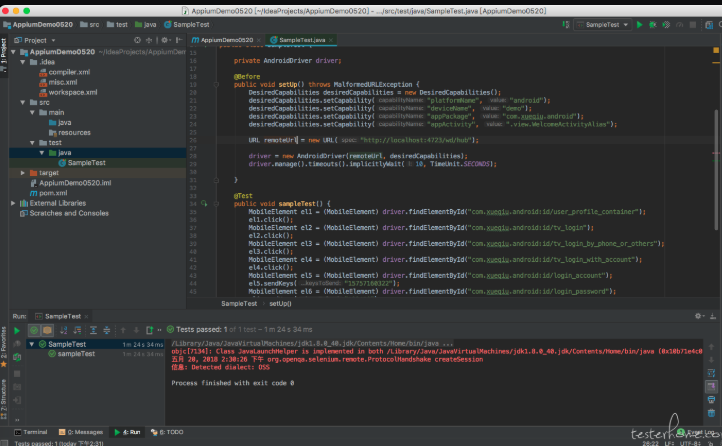 AppiumDemo0520 [~/IdeaProjects/AppiumDemo0520] - .../src/test/java/SampleTest.java [AppiumDemo0520]
AppiumDemo0520 src test java SampleTest SampleTest
Project
AppiumDemo0520 SampleTest.java
AppiumDemo0520 ~/IdeaProjects/AppiumDem
.idea
compiler.xml
misc.xml
workspace.xml
src
main
java
resources
test
java
SampleTest
target
AppiumDemo0520.iml
pom.xml
External Libraries
Scratches and Consoles
1: Project
private AndroidDriver driver;
@Before
public void setUp() throws MalformedURLException {
DesiredCapabilities desiredCapabilities = new DesiredCapabilities();
desiredCapabilities.setCapability( capabilityName: "platformName", value: "android");
desiredCapabilities.setCapability( capabilityName: "deviceName", value: "demo");
desiredCapabilities.setCapability( capabilityName: "appPackage", value: "com.xueqiu.android");
desiredCapabilities.setCapability( capabilityName: "appActivity", value: ".view.WelcomeActivityAlias");
URL remoteUrl = new URL( spec: "http://localhost:4723/wd/hub");
driver = new AndroidDriver(remoteUrl, desiredCapabilities);
driver.manage().timeouts().implicitlyWait( l: 10, TimeUnit.SECONDS);
}
@Test
public void sampleTest() {
MobileElement el1 = (MobileElement) driver.findElementById("com.xueqiu.android:id/user_profile_container");
el1.click();
MobileElement el2 = (MobileElement) driver.findElementById("com.xueqiu.android:id/tv_login");
el2.click();
MobileElement el3 = (MobileElement) driver.findElementById("com.xueqiu.android:id/tv_login_by_phone_or_others");
el3.click();
MobileElement el4 = (MobileElement) driver.findElementById("com.xueqiu.android:id/tv_login_with_account");
el4.click();
MobileElement el5 = (MobileElement) driver.findElementById("com.xueqiu.android:id/login_account");
el5.sendKeys( ...keysToSend: "15757160322");
MobileElement el6 = (MobileElement) driver.findElementById("com.xueqiu.android:id/login_password");
SampleTest › setUp()
Run: SampleTest
Tests passed: 1 of 1 test – 1 m 24 s 34 ms
SampleTest 1 m 24 s 34 ms
sampleTest 1 m 24 s 34 ms
/Library/Java/JavaVirtualMachines/jdk1.8.0_40.jdk/Contents/Home/bin/java ...
objc[7134]: Class JavaLaunchHelper is implemented in both /Library/Java/JavaVirtualMachines/jdk1.8.0_40.jdk/Contents/Home/bin/java (0x10b71e4c0
五月 20, 2018 2:30:26 下午 org.openqa.selenium.remote.ProtocolHandshake createSession
信息: Detected dialect: OSS
Process finished with exit code 0
2: Favorites
7: Structure
Terminal 0: Messages 4: Run 6: TODO Event Log
Tests passed: 1 (today 下午2:31) 26:22 LF: UTF-8:
testerhome.com